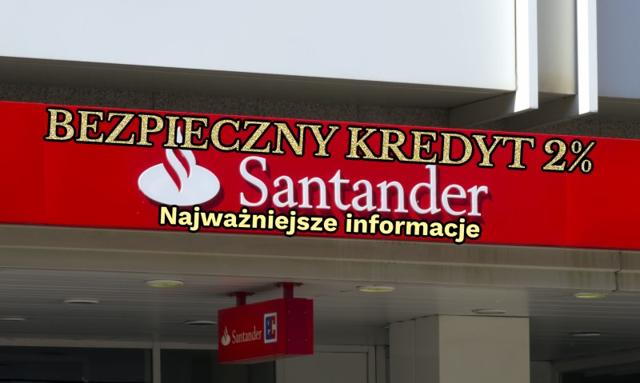 BEZPIECZNY KREDYT 2%
Santander
Najważniejsze informacje
Santander